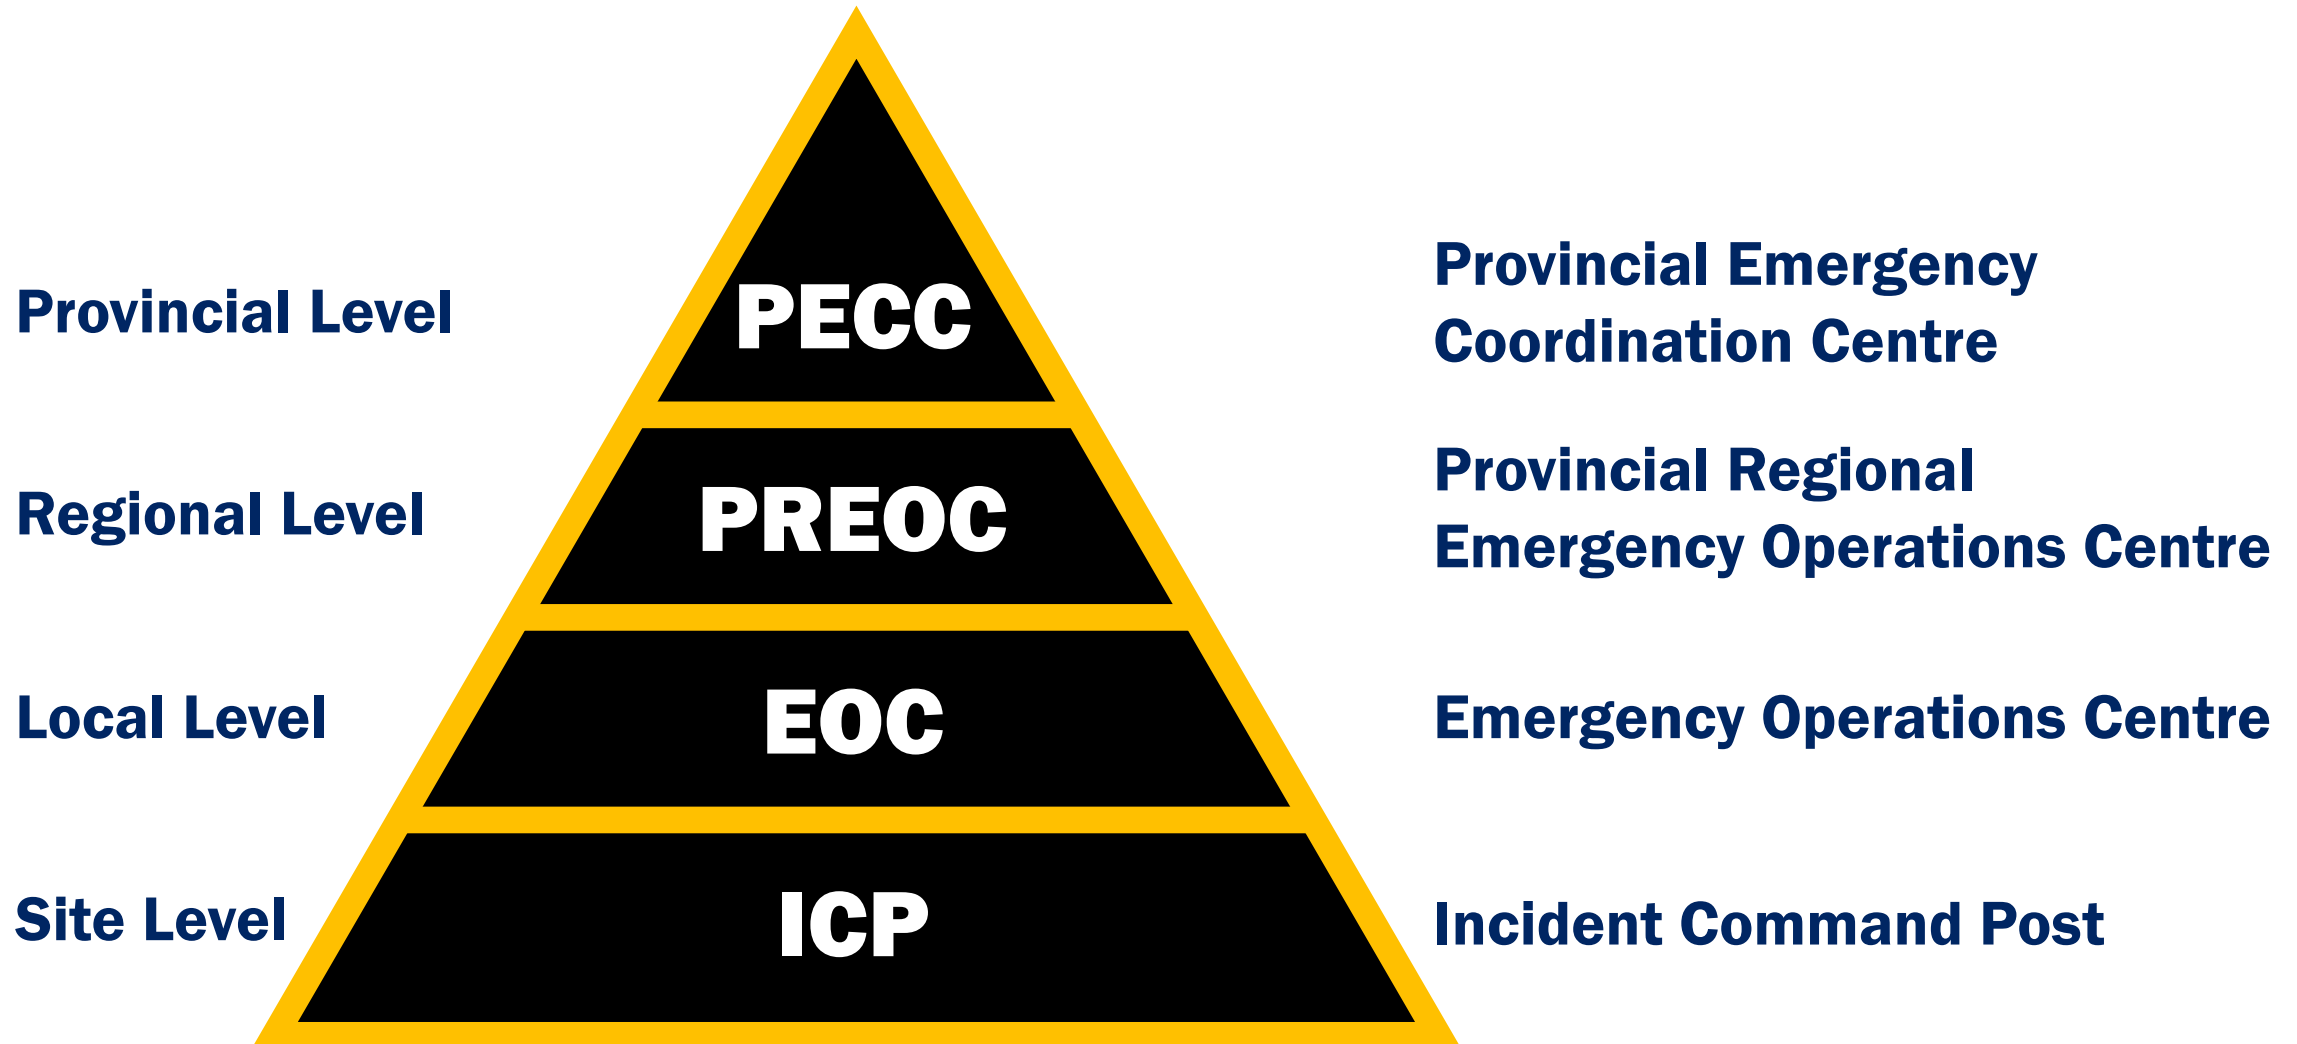 Provincial Level
PECC
Provincial Emergency
Coordination Centre
Regional Level
PREOC
Provincial Regional
Emergency Operations Centre
Local Level
EOC
Emergency Operations Centre
Site Level
ICP
Incident Command Post